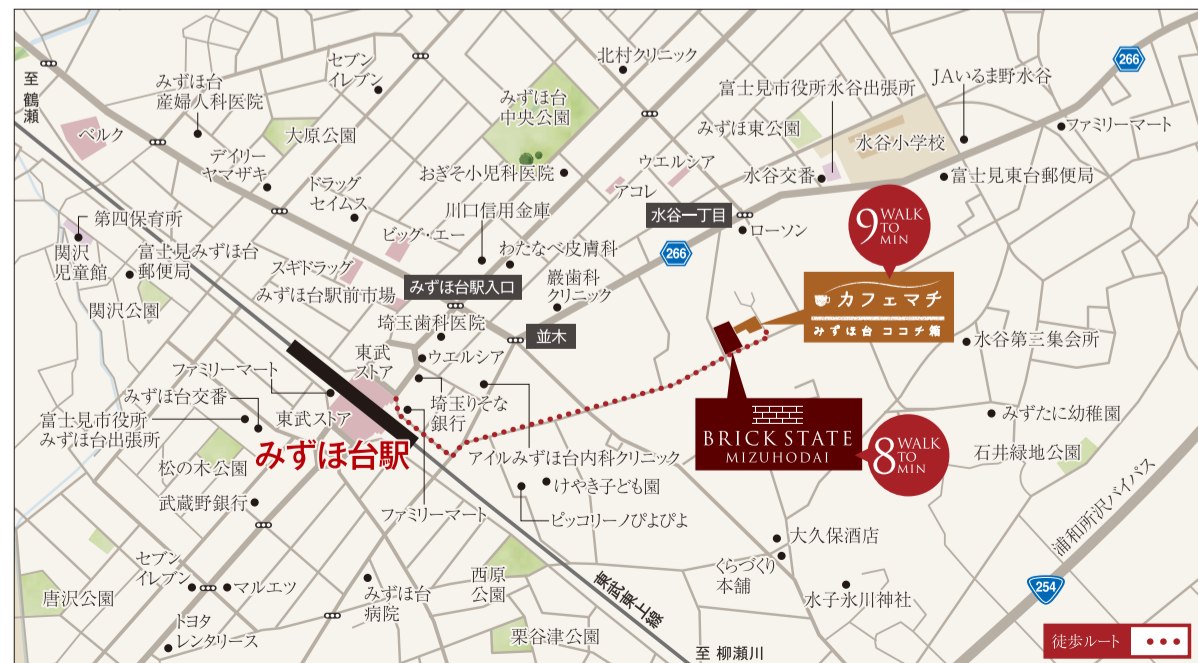 至 鶴瀬
みずほ台
産婦人科医院
セブン
イレブン
北村クリニック
266
富士見市役所水谷出張所
JAいるま野水谷
ベルク
大原公園
みずほ台
中央公園
みずほ東公園
水谷小学校
ファミリーマート
デイリー
ヤマザキ
ドラッグ
セイムス
おぎそ小児科医院
ウエルシア
アコレ
水谷交番
富士見東台郵便局
第四保育所
関沢
児童館
富士見みずほ台
郵便局
川口信用金庫
ビッグ・エー
わたなべ皮膚科
水谷一丁目
ローソン
9 WALK
TO
MIN
266
スギドラッグ
みずほ台駅前市場
みずほ台駅入口
巌歯科
クリニック
カフェマチ
みずほ台 ココチ箱
関沢公園
埼玉歯科医院
並木
水谷第三集会所
東武
ストア
ウエルシア
ファミリーマート
みずほ台交番
富士見市役所
みずほ台出張所
東武ストア
埼玉りそな
銀行
みずたに幼稚園
BRICK STATE
MIZUHODAI
8 WALK
TO
MIN
松の木公園
みずほ台駅
アイルみずほ台内科クリニック
石井緑地公園
けやき子ども園
武蔵野銀行
ファミリーマート
ピッコリーノぴよぴよ
浦和所沢バイパス
大久保酒店
くらづくり
本舗
セブン
イレブン
マルエツ
唐沢公園
みずほ台
病院
西原
公園
東武東上線
水子氷川神社
254
トヨタ
レンタリース
栗谷津公園
至 柳瀬川
徒歩ルート